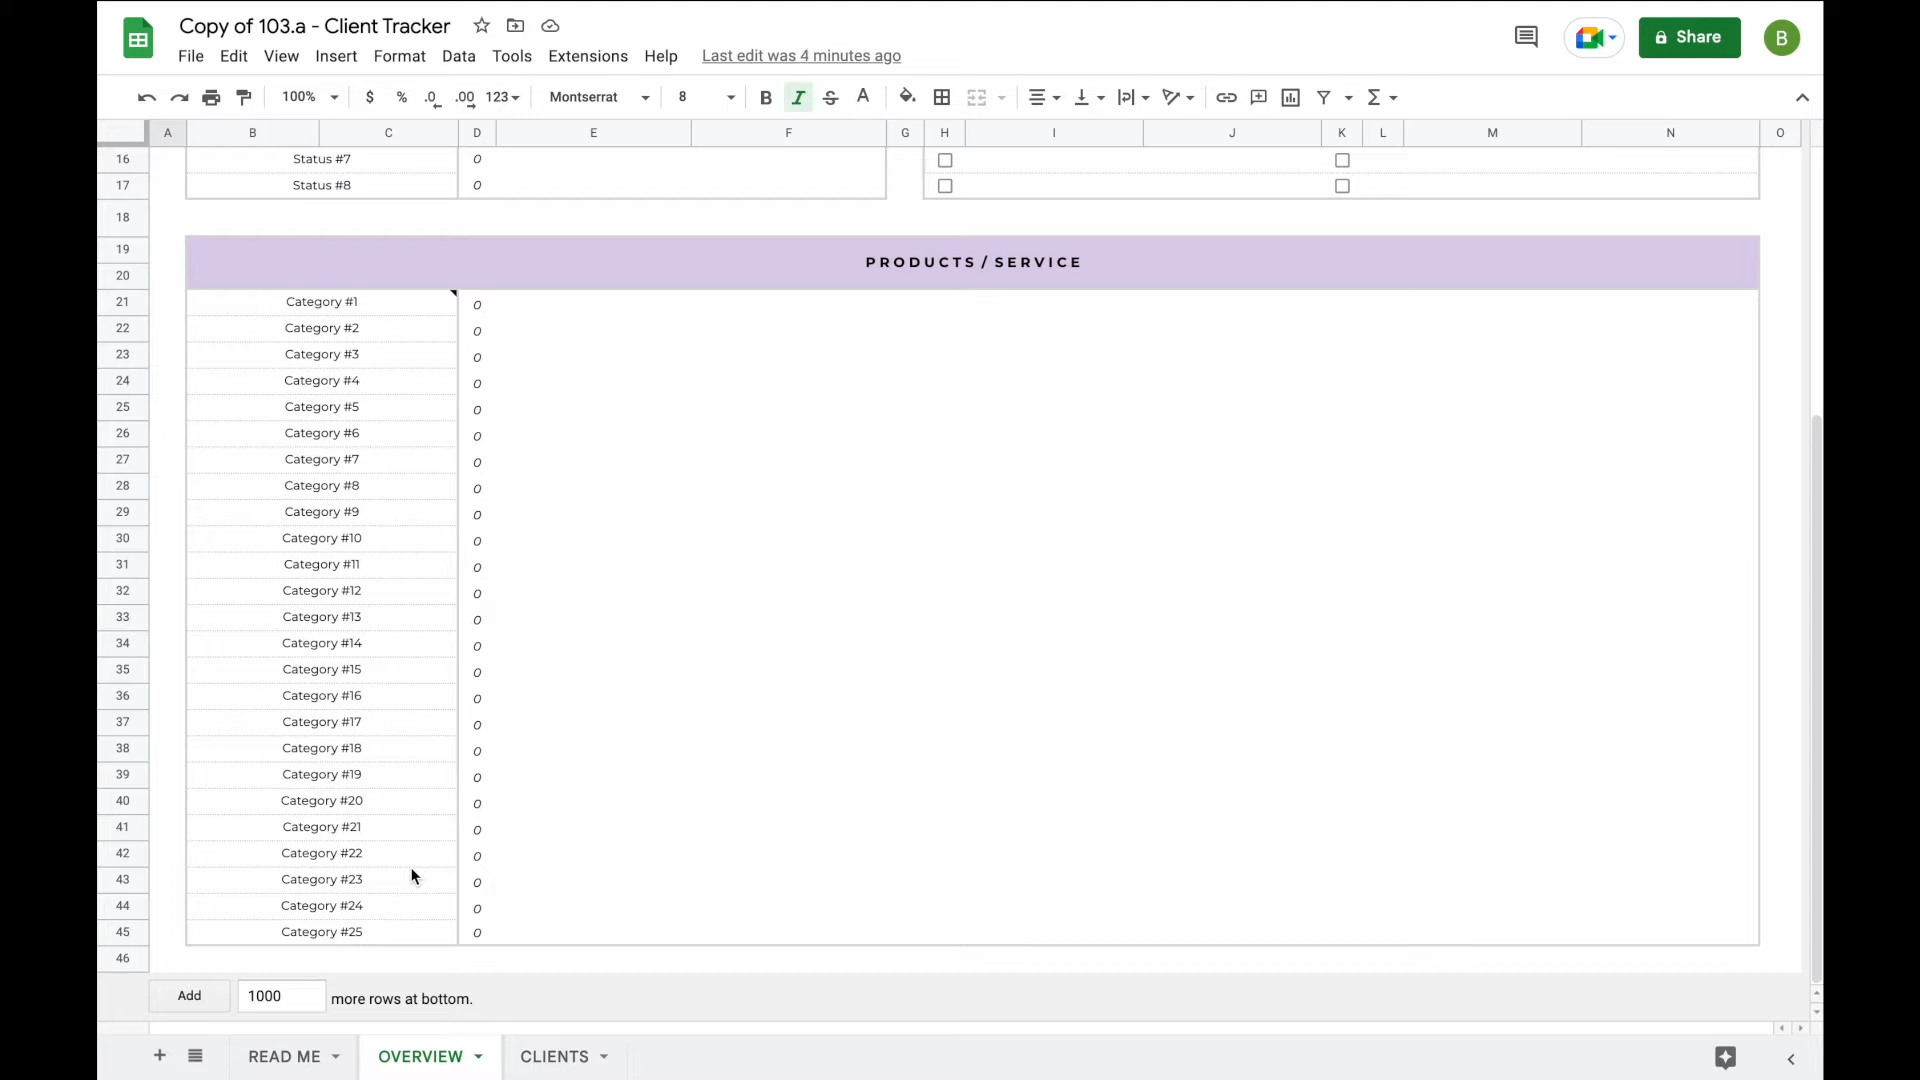 Copy of 103.a - Client Tracker
File Edit View Insert Format Data Tools Extensions Help Last edit was 4 minutes ago
Share
B
100% $ % .0 .00 123 Montserrat 8 B I S A Σ
A B C D E F G H I J K L M N O
16 Status #7 0
17 Status #8 0
18
19
PRODUCTS / SERVICE
20
21 Category #1 0
22 Category #2 0
23 Category #3 0
24 Category #4 0
25 Category #5 0
26 Category #6 0
27 Category #7 0
28 Category #8 0
29 Category #9 0
30 Category #10 0
31 Category #11 0
32 Category #12 0
33 Category #13 0
34 Category #14 0
35 Category #15 0
36 Category #16 0
37 Category #17 0
38 Category #18 0
39 Category #19 0
40 Category #20 0
41 Category #21 0
42 Category #22 0
43 Category #23 0
44 Category #24 0
45 Category #25 0
46
Add 1000 more rows at bottom.
READ ME OVERVIEW CLIENTS